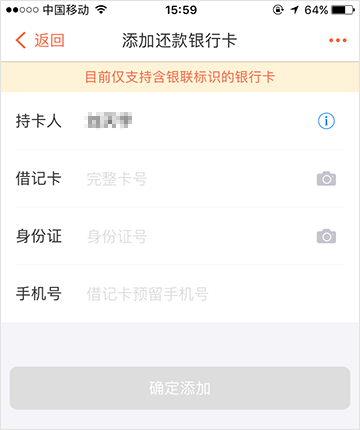 中国移动 15:59 64%
返回 添加还款银行卡
目前仅支持含银联标识的银行卡
持卡人
借记卡 完整卡号
身份证 身份证号
手机号 借记卡预留手机号
确定添加